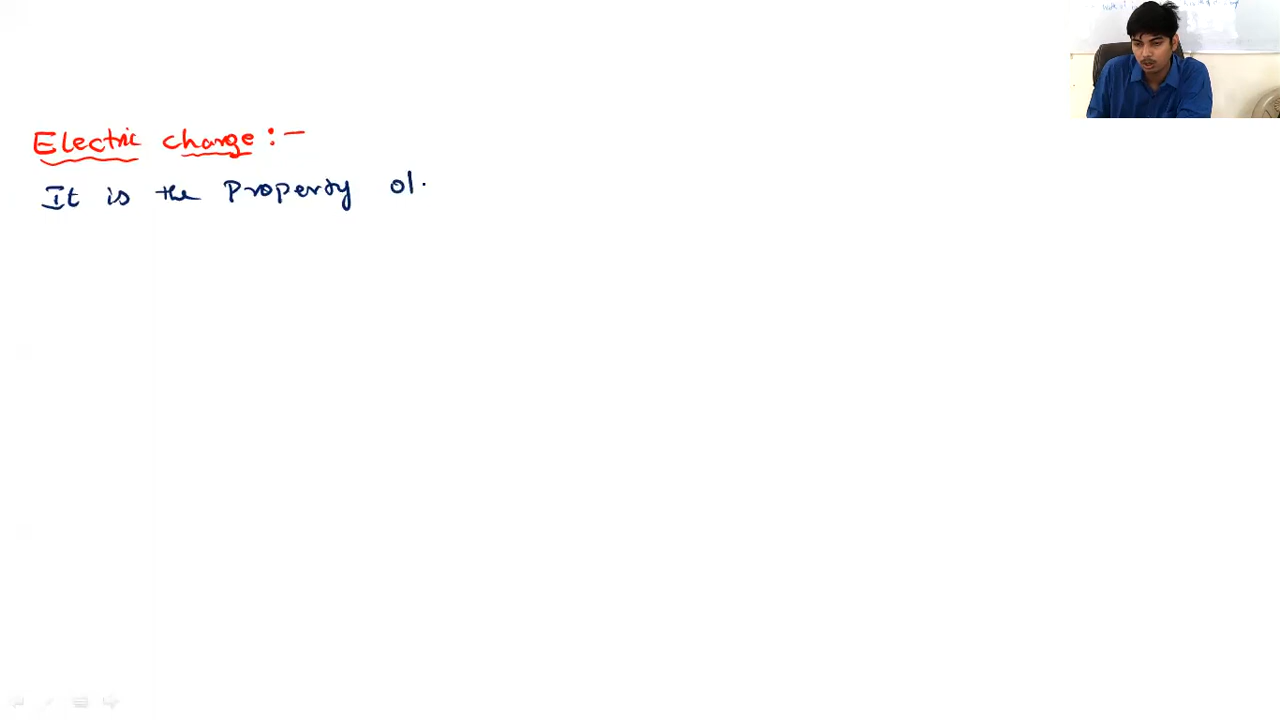 Electric charge :-
It is the Property of